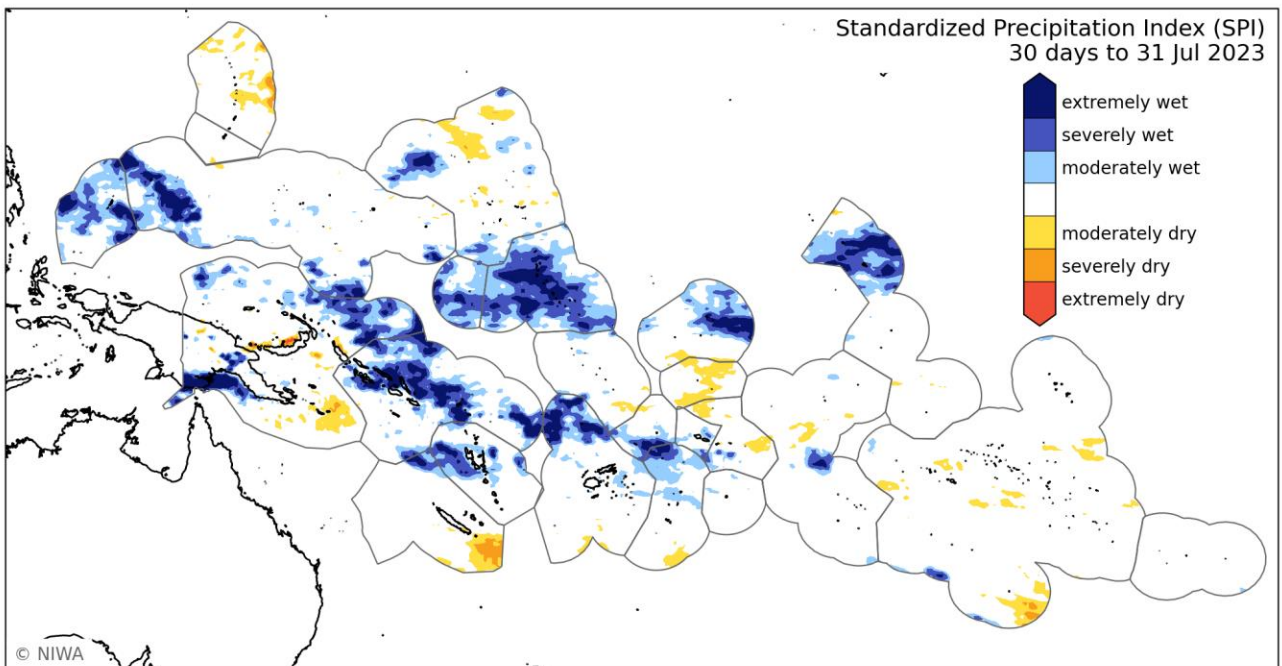 Standardized Precipitation Index (SPI)
30 days to 31 Jul 2023
extremely wet
severely wet
moderately wet
moderately dry
severely dry
extremely dry
© NIWA